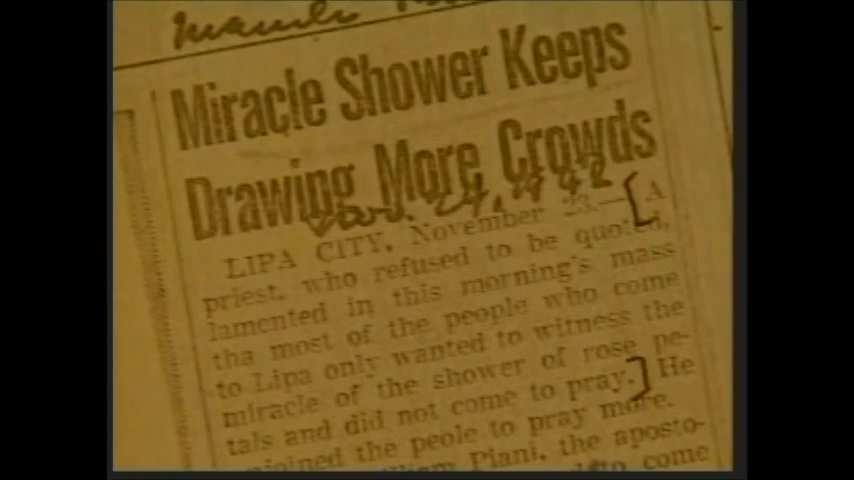 Miracle Shower Keeps
Drawing More Crowds
LIPA CITY, November 23.—[A
priest, who refused to be quoted,
lamented in this morning's mass
tha most of the people who come
to Lipa only wanted to witness the
miracle of the shower of rose pe-
tals and did not come to pray.] He
joined the peole to pray more.
Piani, the aposto-
to come